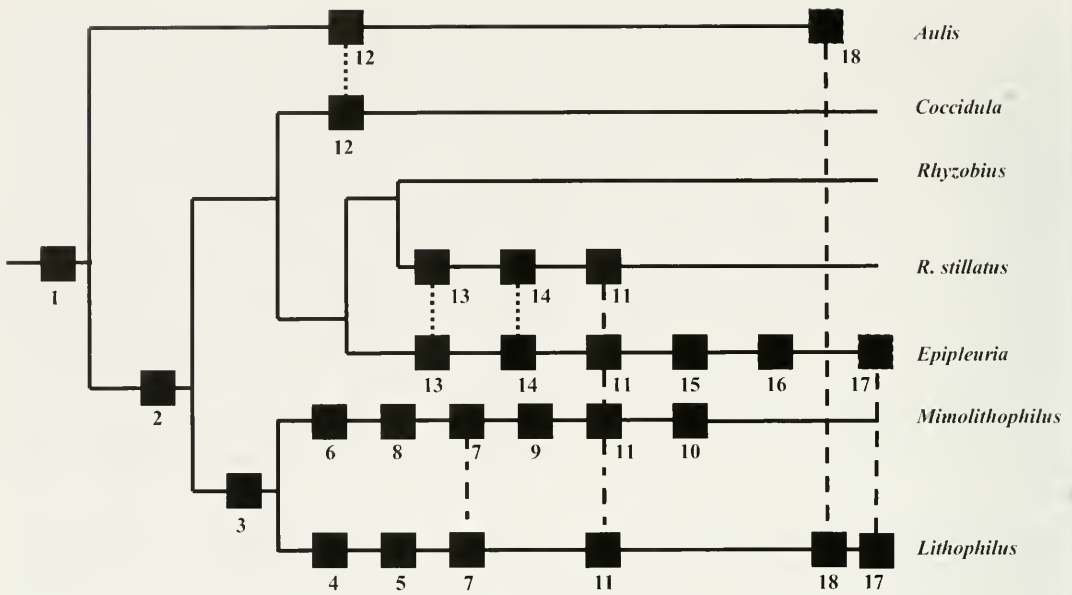 12 18 Aulis
12 Coccidula
Rhyzobius
1 13 14 11 R. stillatus
13 14 11 15 16 17 Epipleuria
2 6 8 7 9 11 10 Mimolithophilus
3
4 5 7 11 18 17 Lithophilus